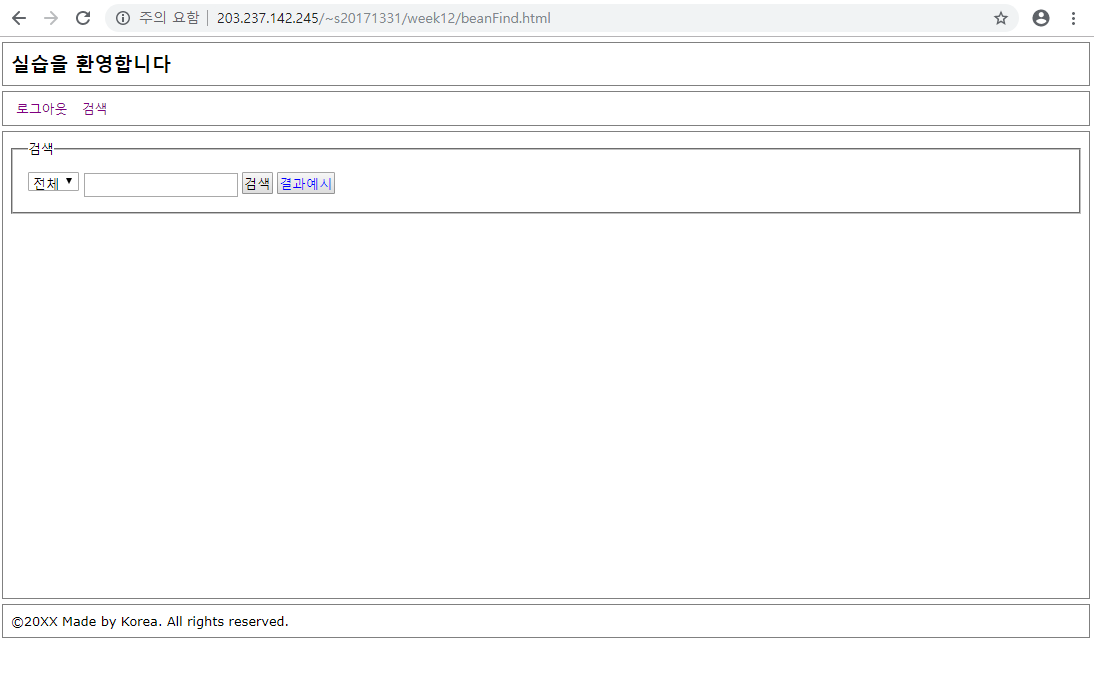 주의 요함 203.237.142.245/~s20171331/week12/beanFind.html
실습을 환영합니다
로그아웃 검색
검색
전체 검색 결과예시
©20XX Made by Korea. All rights reserved.